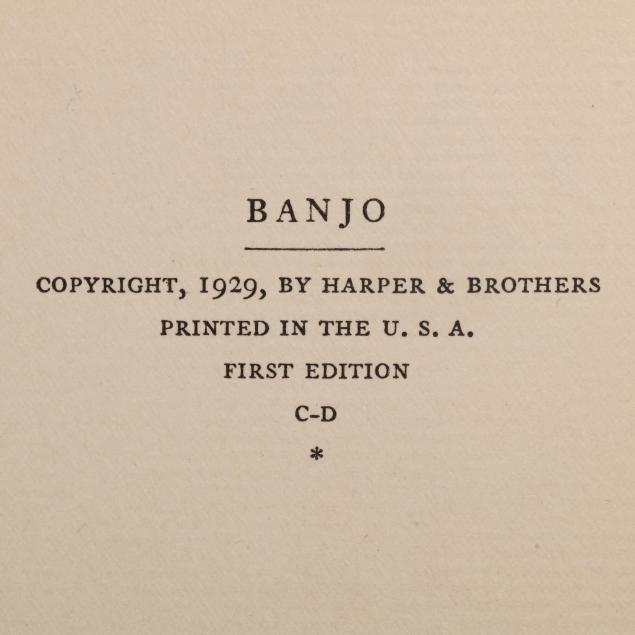 BANJO
COPYRIGHT, 1929, BY HARPER & BROTHERS
PRINTED IN THE U. S. A.
FIRST EDITION
C-D
*